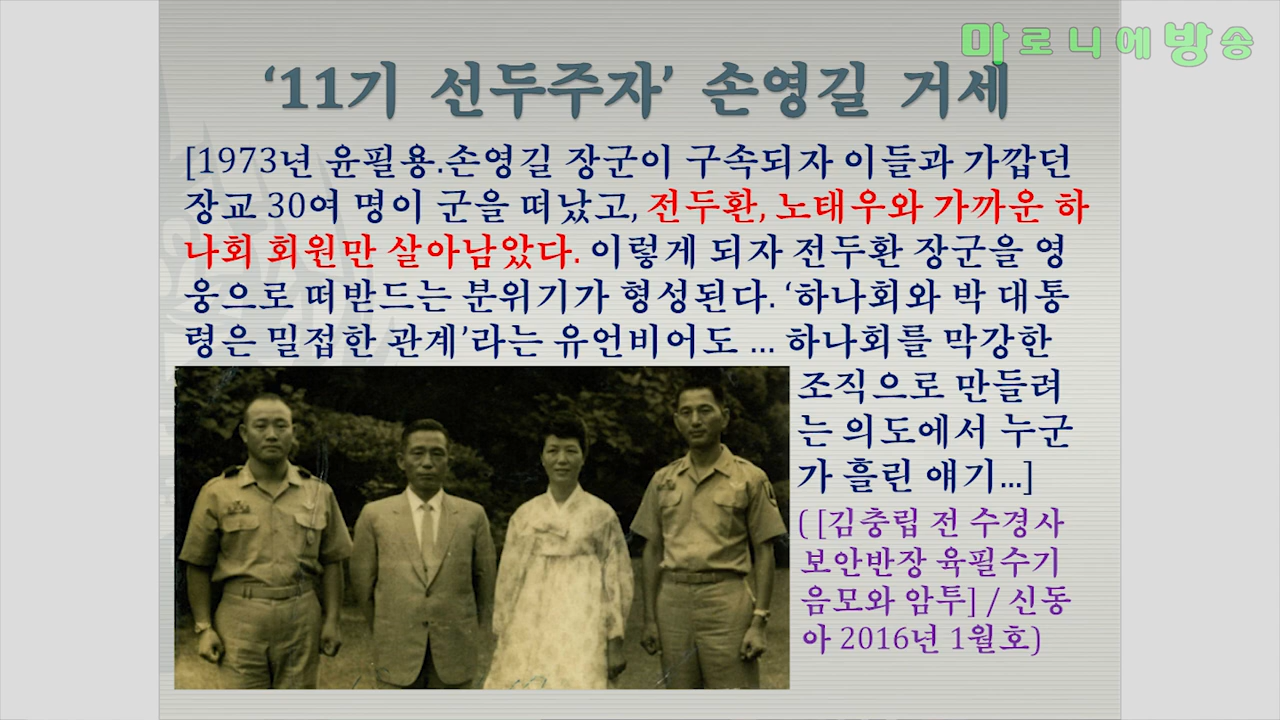 마로니에방송
‘11기 선두주자’ 손영길 거세
[1973년 윤필용.손영길 장군이 구속되자 이들과 가깝던
장교 30여 명이 군을 떠났고, 전두환, 노태우와 가까운 하
나회 회원만 살아남았다. 이렇게 되자 전두환 장군을 영
웅으로 떠받드는 분위기가 형성된다. ‘하나회와 박 대통
령은 밀접한 관계’라는 유언비어도 ... 하나회를 막강한
조직으로 만들려
는 의도에서 누군
가 흘린 얘기...]
( [김충립 전 수경사
보안반장 육필수기
음모와 암투] / 신동
아 2016년 1월호)